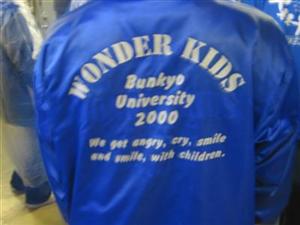 WONDER KIDS
Bunkyo
University
2000
We get angry, cry, smile
and smile, with children.